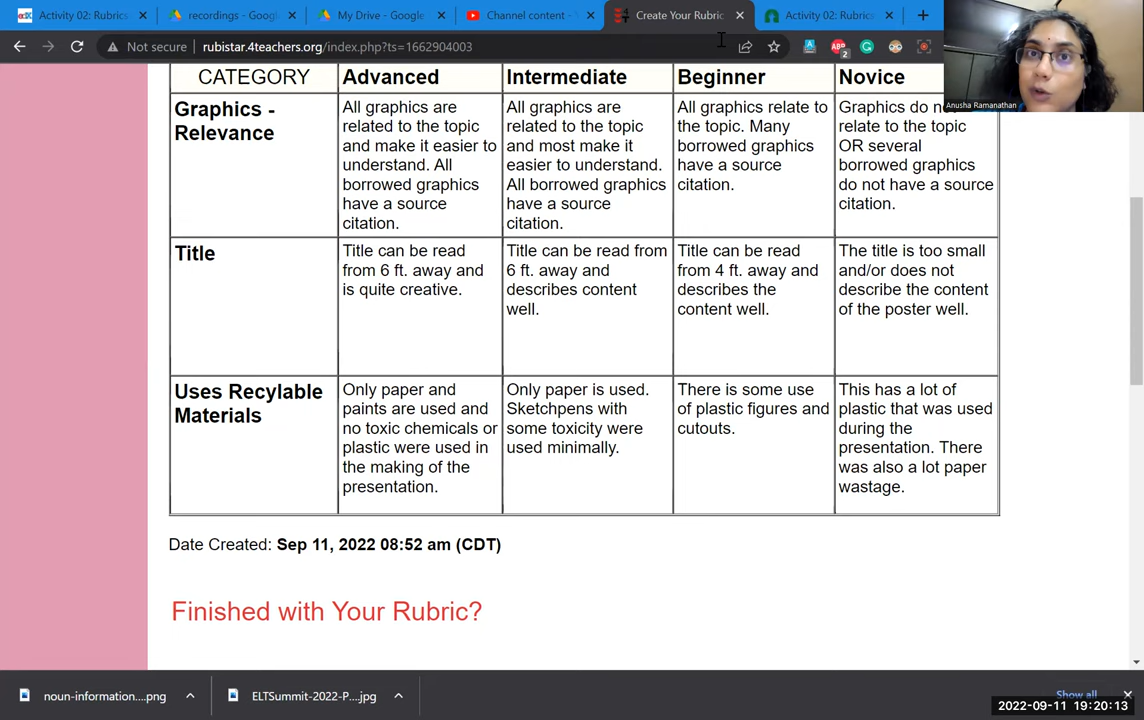 Activity 02: Rubrics
recordings - Goog
My Drive - Google
Channel content -
Create Your Rubric
Activity 02: Rubrics
Not secure
rubistar.4teachers.org/index.php?ts=1662904003
ABP
2
Anusha Ramanathan
CATEGORY Advanced Intermediate Beginner Novice
Graphics -
Relevance
All graphics are
related to the topic
and make it easier to
understand. All
borrowed graphics
have a source
citation.
All graphics are
related to the topic
and most make it
easier to understand.
All borrowed graphics
have a source
citation.
All graphics relate to
the topic. Many
borrowed graphics
have a source
citation.
Graphics do
relate to the topic
OR several
borrowed graphics
do not have a source
citation.
Title
Title can be read
from 6 ft. away and
is quite creative.
Title can be read from
6 ft. away and
describes content
well.
Title can be read
from 4 ft. away and
describes the
content well.
The title is too small
and/or does not
describe the content
of the poster well.
Uses Recylable
Materials
Only paper and
paints are used and
no toxic chemicals or
plastic were used in
the making of the
presentation.
Only paper is used.
Sketchpens with
some toxicity were
used minimally.
There is some use
of plastic figures and
cutouts.
This has a lot of
plastic that was used
during the
presentation. There
was also a lot paper
wastage.
Date Created: Sep 11, 2022 08:52 am (CDT)
Finished with Your Rubric?
noun-information....png
ELTSummit-2022-P....jpg
Show all
2022-09-11 19:20:13